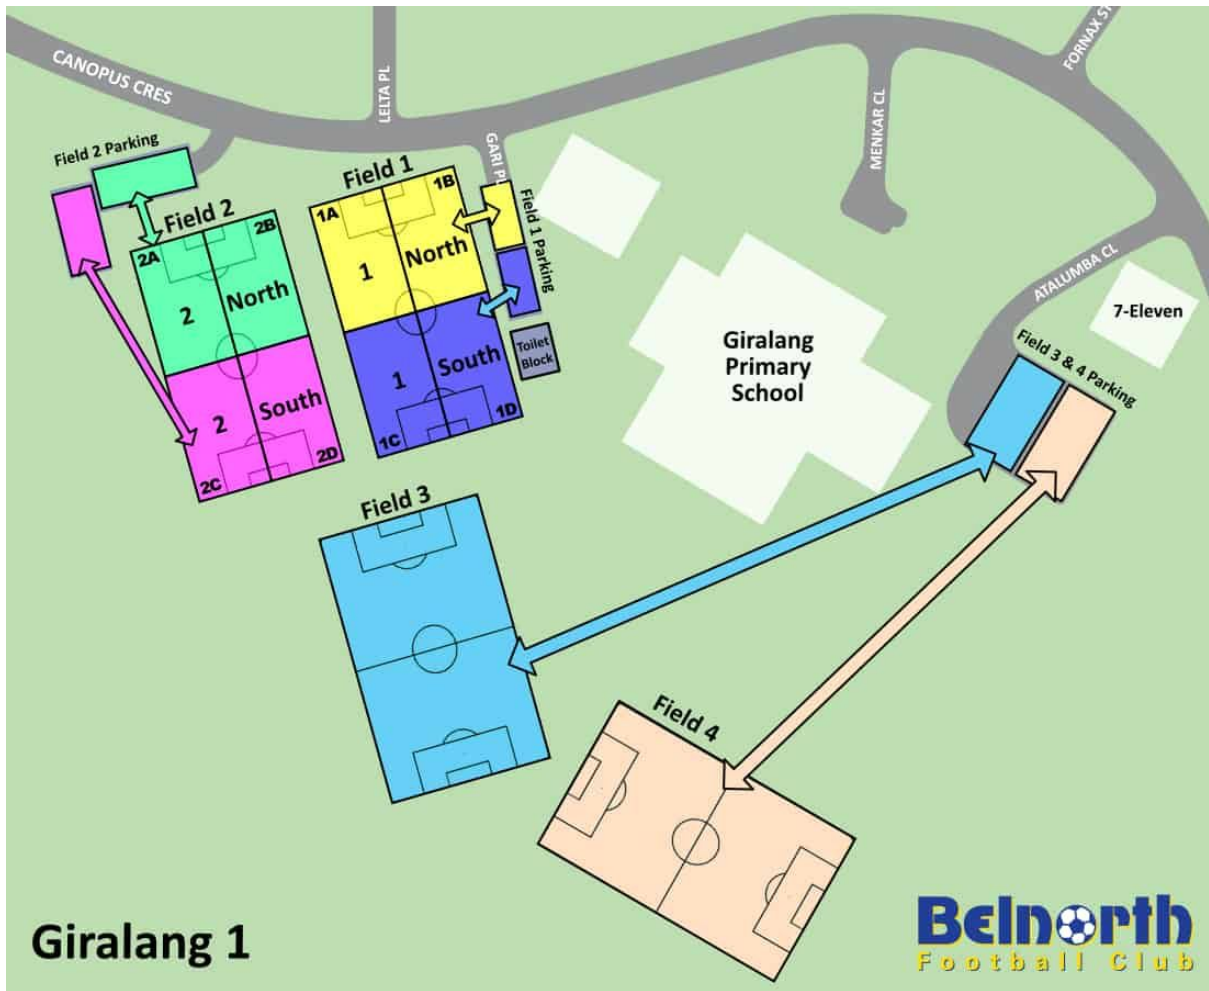 CANOPUS CRES
LELTA PL
GARI PL
MENKAR CL
FORNAX ST
ATALUMBA CL
7-Eleven
Field 2 Parking
Field 2
2A
2B
2
North
2
South
2C
2D
Field 1
1A
1B
1
North
1
South
1C
1D
Field 1 Parking
Toilet
Block
Giralang
Primary
School
Field 3 & 4 Parking
Field 3
Field 4
Giralang 1
Belnorth
Football Club